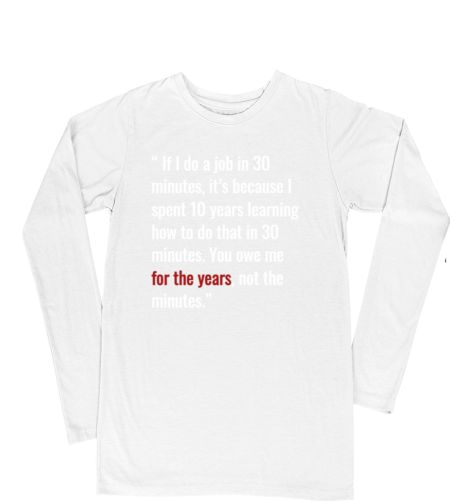 “ If I do a job in 30
minutes, it’s because I
spent 10 years learning
how to do that in 30
minutes. You owe me
for the years not the
minutes.”